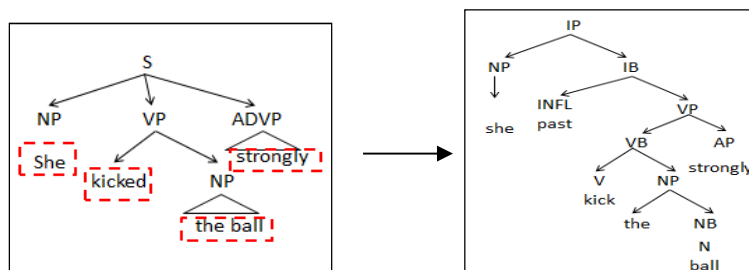 S
NP VP ADVP
She kicked strongly
NP
the ball
IP
NP IB
she INFL VP
past
VB AP
strongly
V NP
kick
the NB
N
ball